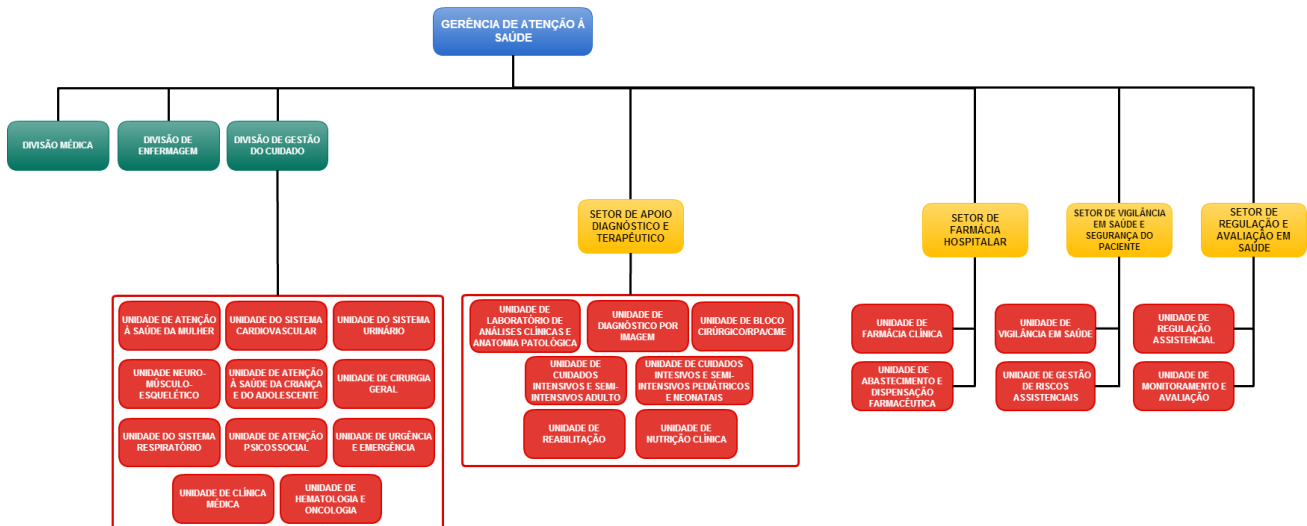 GERÊNCIA DE ATENÇÃO Á
SAÚDE
DIVISÃO MÉDICA
DIVISÃO DE
ENFERMAGEM
DIVISÃO DE GESTÃO
DO CUIDADO
SETOR DE APOIO
DIAGNÓSTICO E
TERAPÊUTICO
SETOR DE
FARMÁCIA
HOSPITALAR
SETOR DE VIGILÂNCIA
EM SAÚDE E
SEGURANÇA DO
PACIENTE
SETOR DE
REGULAÇÃO E
AVALIAÇÃO EM
SAÚDE
UNIDADE DE ATENÇÃO
À SAÚDE DA MULHER
UNIDADE DO SISTEMA
CARDIOVASCULAR
UNIDADE DO SISTEMA
URINÁRIO
UNIDADE NEURO-
MÚSCULO-
ESQUELÉTICO
UNIDADE DE ATENÇÃO
À SAÚDE DA CRIANÇA
E DO ADOLESCENTE
UNIDADE DE CIRURGIA
GERAL
UNIDADE DO SISTEMA
RESPIRATÓRIO
UNIDADE DE ATENÇÃO
PSICOSSOCIAL
UNIDADE DE URGÊNCIA
E EMERGÊNCIA
UNIDADE DE CLÍNICA
MÉDICA
UNIDADE DE
HEMATOLOGIA E
ONCOLOGIA
UNIDADE DE
LABORATÓRIO DE
ANÁLISES CLÍNICAS E
ANATOMIA PATOLÓGICA
UNIDADE DE
DIAGNÓSTICO POR
IMAGEM
UNIDADE DE BLOCO
CIRÚRGICO/RPA/CME
UNIDADE DE
CUIDADOS
INTENSIVOS E SEMI-
INTENSIVOS ADULTO
UNIDADE DE CUIDADOS
INTESIVOS E SEMI-
INTENSIVOS PEDIÁTRICOS
E NEONATAIS
UNIDADE DE
REABILITAÇÃO
UNIDADE DE
NUTRIÇÃO CLÍNICA
UNIDADE DE
FARMÁCIA CLÍNICA
UNIDADE DE
ABASTECIMENTO E
DISPENSAÇÃO
FARMACÊUTICA
UNIDADE DE
VIGILÂNCIA EM SAÚDE
UNIDADE DE GESTÃO
DE RISCOS
ASSISTENCIAIS
UNIDADE DE
REGULAÇÃO
ASSISTENCIAL
UNIDADE DE
MONITORAMENTO E
AVALIAÇÃO